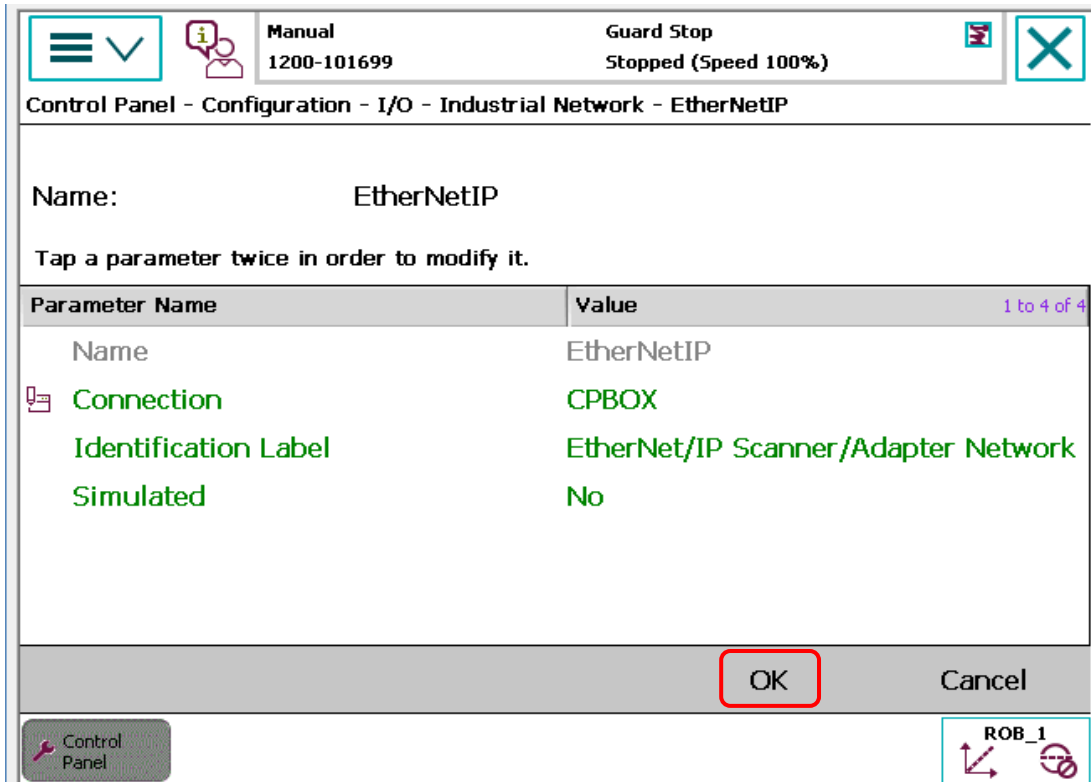 Manual Guard Stop
1200-101699 Stopped (Speed 100%)
Control Panel - Configuration - I/O - Industrial Network - EtherNetIP
Name: EtherNetIP
Tap a parameter twice in order to modify it.
Parameter Name Value 1 to 4 of 4
Name EtherNetIP
Connection CPBOX
Identification Label EtherNet/IP Scanner/Adapter Network
Simulated No
OK Cancel
Control
Panel
ROB_1